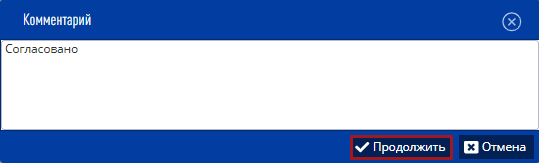 Комментарий
Согласовано
Продолжить Отмена